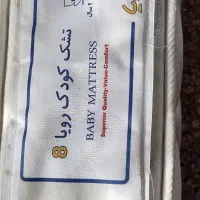 تشک کودک رویا 8
BABY MATTRESS
Superior Quality-Value-Comfort